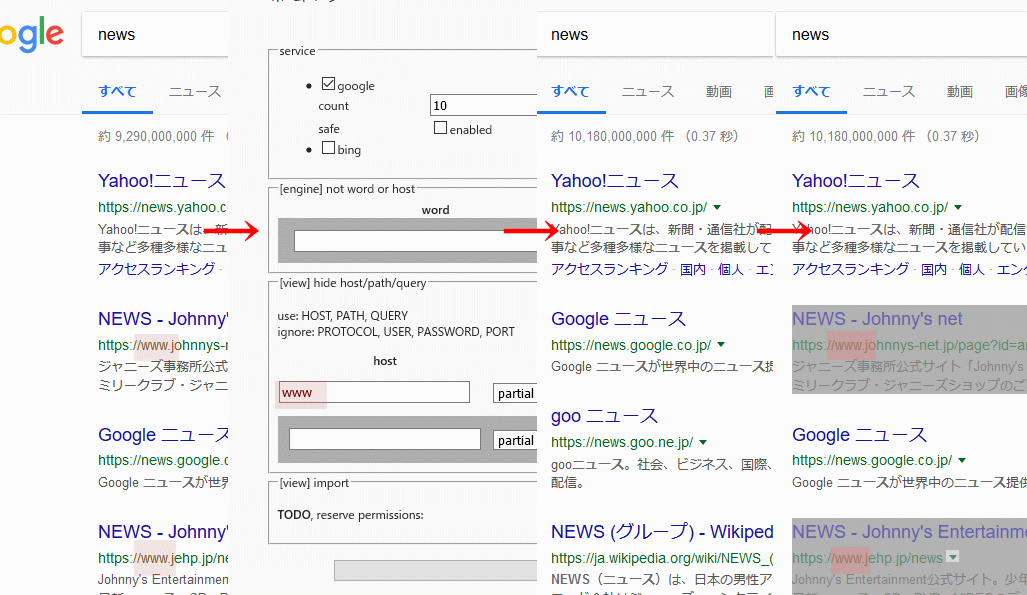 ogle
news
すべて ニュース
約 9,290,000,000 件
Yahoo!ニュース
https://news.yahoo.c
Yahoo!ニュースは、新
事など多種多様なニュ
アクセスランキング ·
NEWS - Johnny'
https://www.johnnys-n
ジャニーズ事務所公式
ミリークラブ・ジャニ
Google ニュース
https://news.google.c
Google ニュースが世界
NEWS - Johnny'
https://www.jehp.jp/ne
Johnny's Entertainmen
service
google
count
10
safe
enabled
bing
[engine] not word or host
word
[view] hide host/path/query
use: HOST, PATH, QUERY
ignore: PROTOCOL, USER, PASSWORD, PORT
host
www
partial
partial
[view] import
TODO, reserve permissions:
news
すべて ニュース 動画
約 10,180,000,000 件 （0.37 秒）
Yahoo!ニュース
https://news.yahoo.co.jp/
Yahoo!ニュースは、新聞・通信社が配
事など多種多様なニュースを掲載して
アクセスランキング · 国内 · 個人 · エン
Google ニュース
https://news.google.co.jp/
Google ニュースが世界中のニュース提
goo ニュース
https://news.goo.ne.jp/
gooニュース。社会、ビジネス、国際、
配信。
NEWS (グループ) - Wikiped
https://ja.wikipedia.org/wiki/NEWS_(
NEWS（ニュース）は、日本の男性ア
news
すべて ニュース 動画 画像
約 10,180,000,000 件 （0.37 秒）
Yahoo!ニュース
https://news.yahoo.co.jp/
Yahoo!ニュースは、新聞・通信社が配信
事など多種多様なニュースを掲載してい
アクセスランキング · 国内 · 個人 · エンタ
NEWS - Johnny's net
https://www.johnnys-net.jp/page?id=ar
ジャニーズ事務所公式サイト「Johnny's
ミリークラブ・ジャニーズショップのご
Google ニュース
https://news.google.co.jp/
Google ニュースが世界中のニュース提供
NEWS - Johnny's Entertainme
https://www.jehp.jp/news
Johnny's Entertainment公式サイト。少年